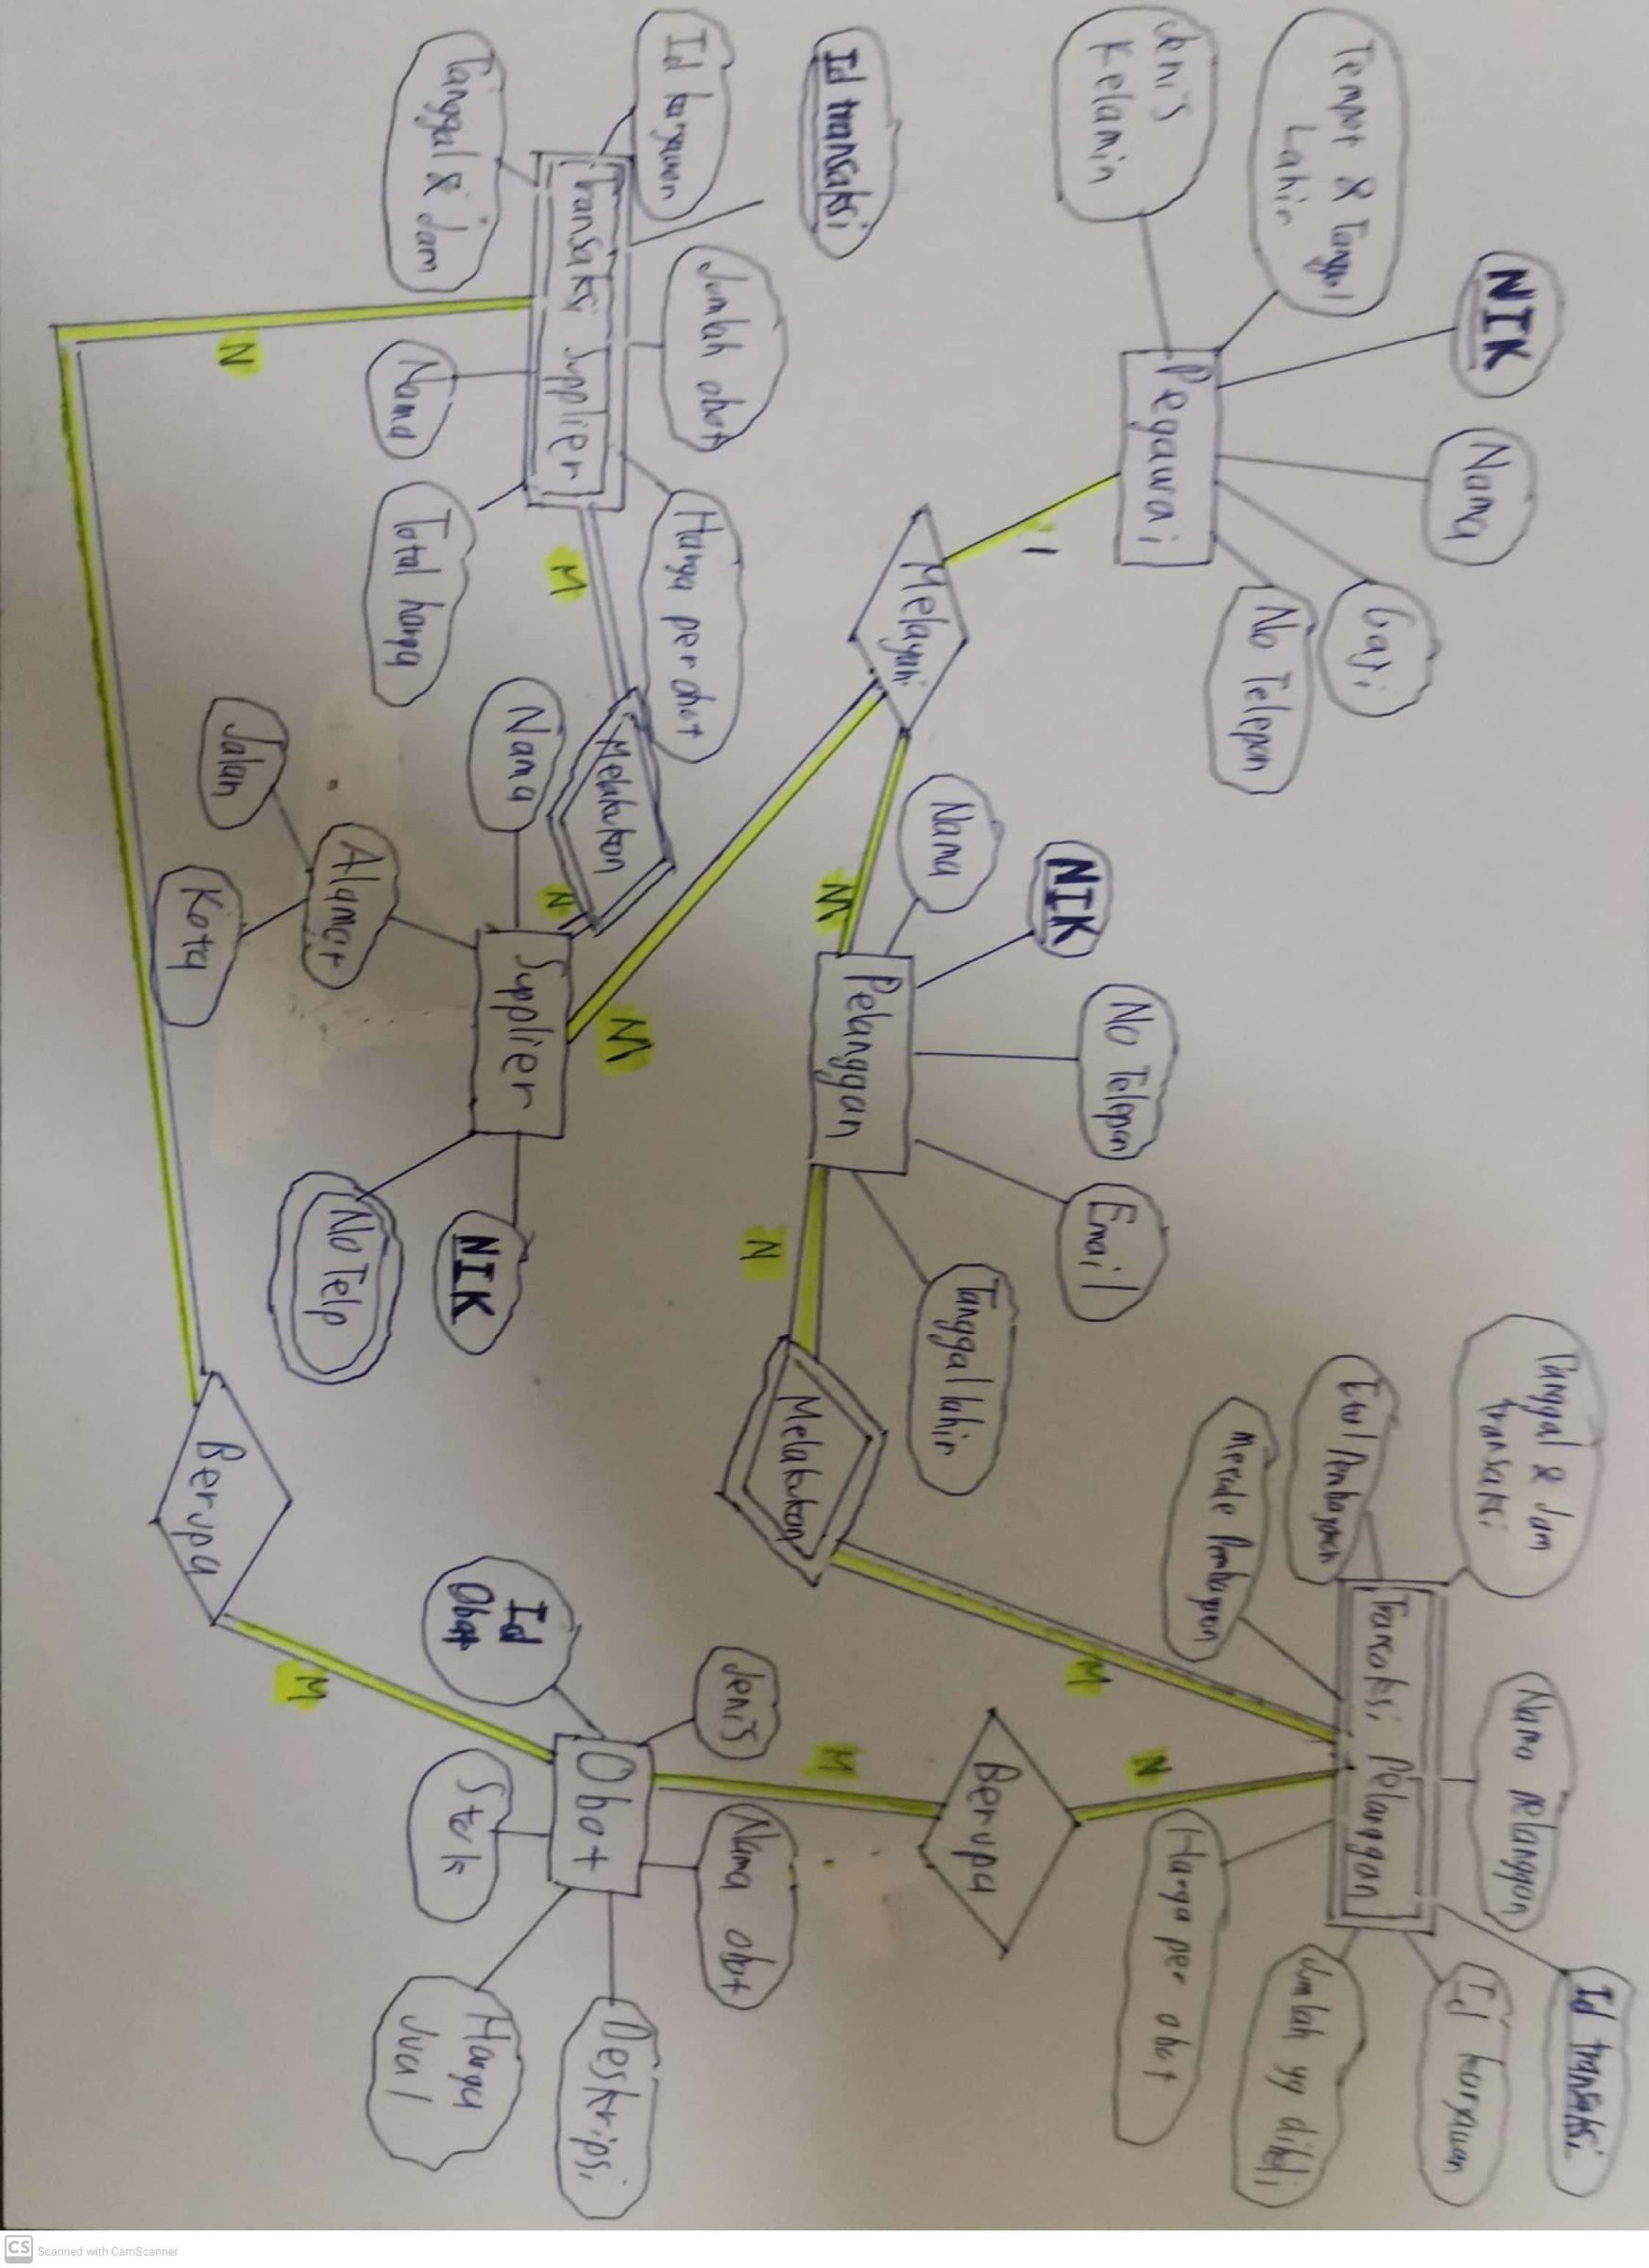 NIK
Nama
Tempat & Tanggal
Lahir
Jenis
Kelamin
Gaji
No Telepon
Pegawai
1
Melayani
M
M
Id transaksi
Id karyawan
Jumlah obat
Harga per obat
Transaksi Supplier
Tanggal & Jam
Nama
Total harga
N
M
Melakukan
N
Nama
Supplier
Alamat
Jalan
Kota
No Telp
NIK
Nama
NIK
No Telepon
Email
Tanggal lahir
Pelanggan
N
Melakukan
M
Tanggal & Jam
transaksi
Nama pelanggan
Id transaksi
Id karyawan
Jumlah yg dibeli
Harga per obat
Transaksi Pelanggan
N
Berupa
M
Jenis
Nama obat
Id
Obat
Obat
Stok
Harga
Jual
Deskripsi
M
Berupa
CS Scanned with CamScanner